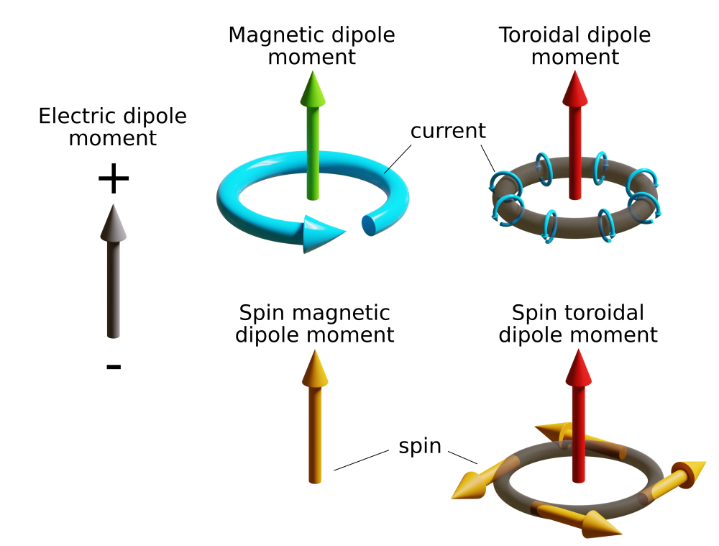 Electric dipole
moment
+
-
Magnetic dipole
moment
Toroidal dipole
moment
current
Spin magnetic
dipole moment
Spin toroidal
dipole moment
spin